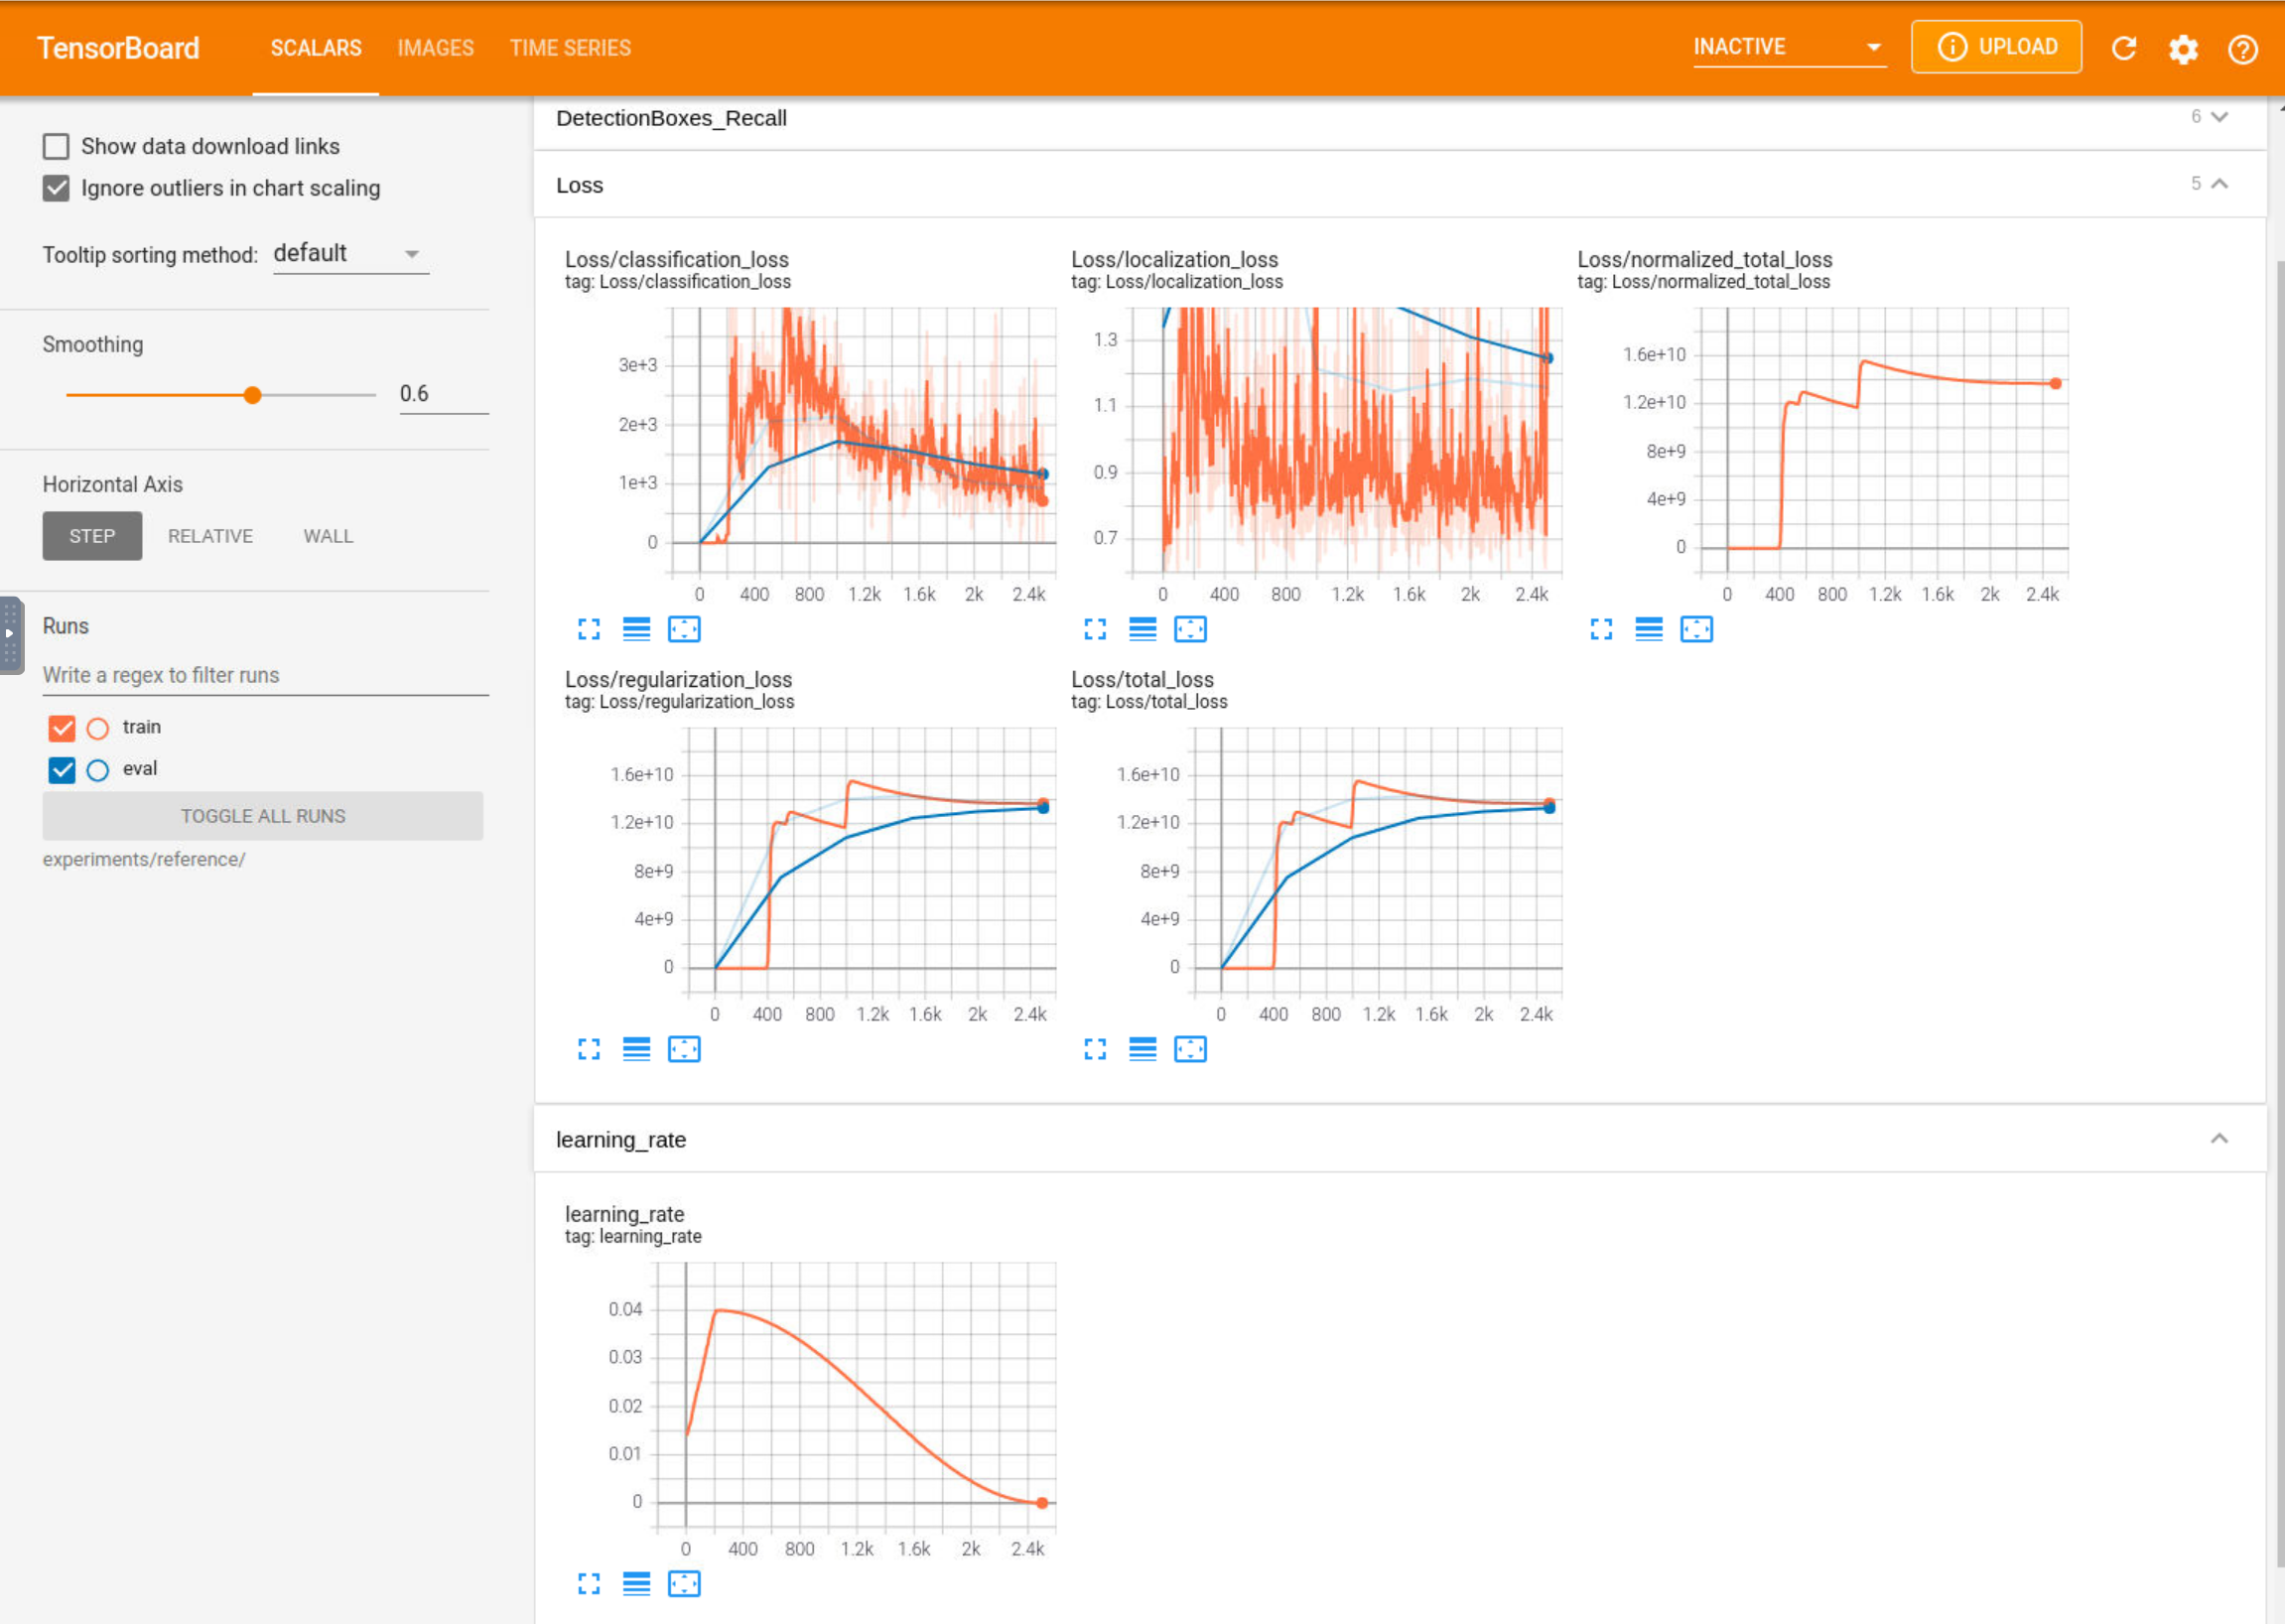 TensorBoard SCALARS IMAGES TIME SERIES INACTIVE UPLOAD
Show data download links
Ignore outliers in chart scaling
Tooltip sorting method: default
Smoothing
0.6
Horizontal Axis
STEP RELATIVE WALL
Runs
Write a regex to filter runs
train
eval
TOGGLE ALL RUNS
experiments/reference/
DetectionBoxes_Recall 6
Loss 5
Loss/classification_loss
tag: Loss/classification_loss
3e+3
2e+3
1e+3
0
0 400 800 1.2k 1.6k 2k 2.4k
Loss/localization_loss
tag: Loss/localization_loss
1.3
1.1
0.9
0.7
0 400 800 1.2k 1.6k 2k 2.4k
Loss/normalized_total_loss
tag: Loss/normalized_total_loss
1.6e+10
1.2e+10
8e+9
4e+9
0
0 400 800 1.2k 1.6k 2k 2.4k
Loss/regularization_loss
tag: Loss/regularization_loss
1.6e+10
1.2e+10
8e+9
4e+9
0
0 400 800 1.2k 1.6k 2k 2.4k
Loss/total_loss
tag: Loss/total_loss
1.6e+10
1.2e+10
8e+9
4e+9
0
0 400 800 1.2k 1.6k 2k 2.4k
learning_rate
learning_rate
tag: learning_rate
0.04
0.03
0.02
0.01
0
0 400 800 1.2k 1.6k 2k 2.4k